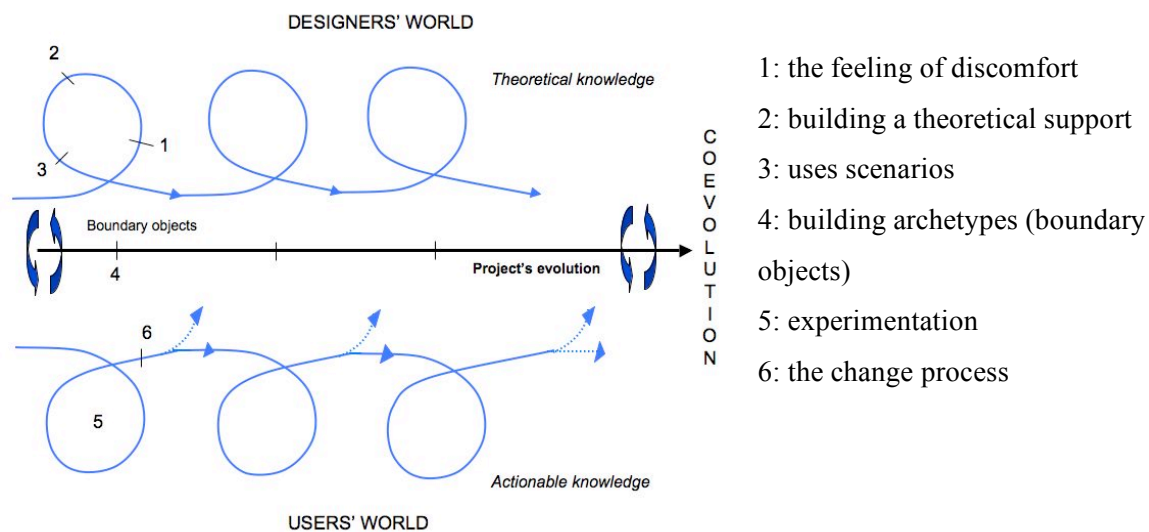 DESIGNERS' WORLD
2
Theoretical knowledge
1
3
Boundary objects
4
Project's evolution
COEVOLUTION
6
5
Actionable knowledge
USERS' WORLD
1: the feeling of discomfort
2: building a theoretical support
3: uses scenarios
4: building archetypes (boundary
objects)
5: experimentation
6: the change process